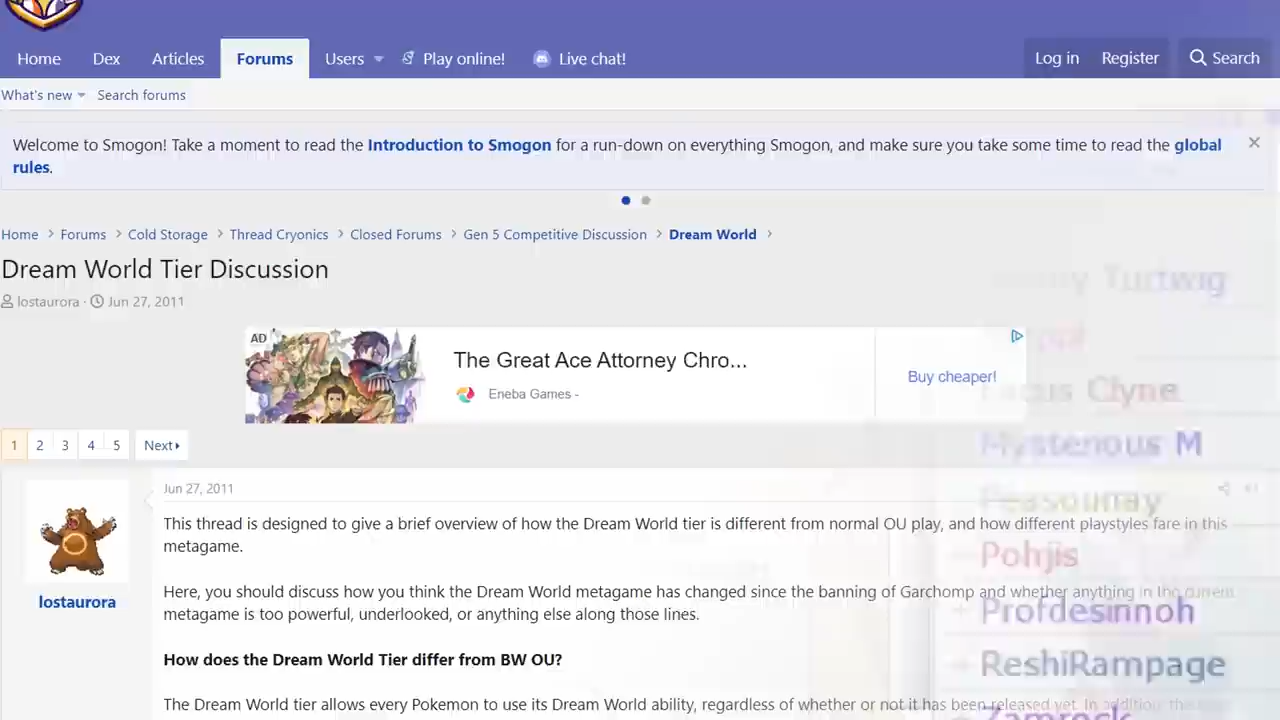 Home Dex Articles Forums Users Play online! Live chat! Log in Register Search
What's new Search forums
Welcome to Smogon! Take a moment to read the Introduction to Smogon for a run-down on everything Smogon, and make sure you take some time to read the global
rules.
Home Forums Cold Storage Thread Cryonics Closed Forums Gen 5 Competitive Discussion Dream World
Dream World Tier Discussion
lostaurora · Jun 27, 2011
Turtwig
AD
The Great Ace Attorney Chro...
Eneba Games -
Buy cheaper!
Clyne
1 2 3 4 5 Next
Mystenous M
Jun 27, 2011
This thread is designed to give a brief overview of how the Dream World tier is different from normal OU play, and how different playstyles fare in this
metagame.
Pohjis
lostaurora
Here, you should discuss how you think the Dream World metagame has changed since the banning of Garchomp and whether anything in the current
metagame is too powerful, underlooked, or anything else along those lines.
Profdesinnoh
How does the Dream World Tier differ from BW OU?
ReshiRampage
The Dream World tier allows every Pokemon to use its Dream World ability, regardless of whether or not it has been released yet. In addition, the
Zamrock